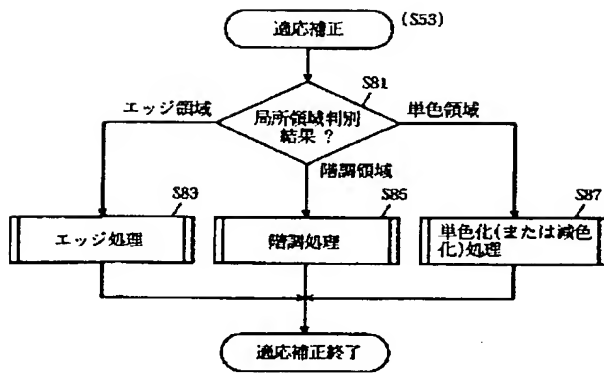 適応補正
(S53)
S81
局所領域判別
結果 ?
エッジ領域
単色領域
階調領域
S83
エッジ処理
S85
階調処理
S87
単色化(または減色
化)処理
適応補正終了